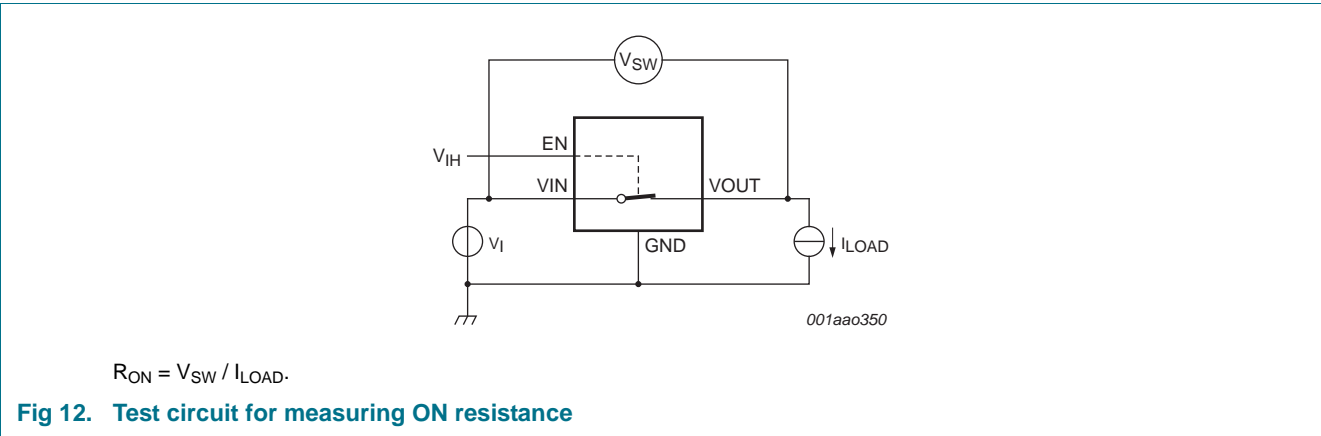 VSW
EN
VIH
VIN
VOUT
VI
GND
ILOAD
001aao350
RON = VSW / ILOAD.
Fig 12. Test circuit for measuring ON resistance